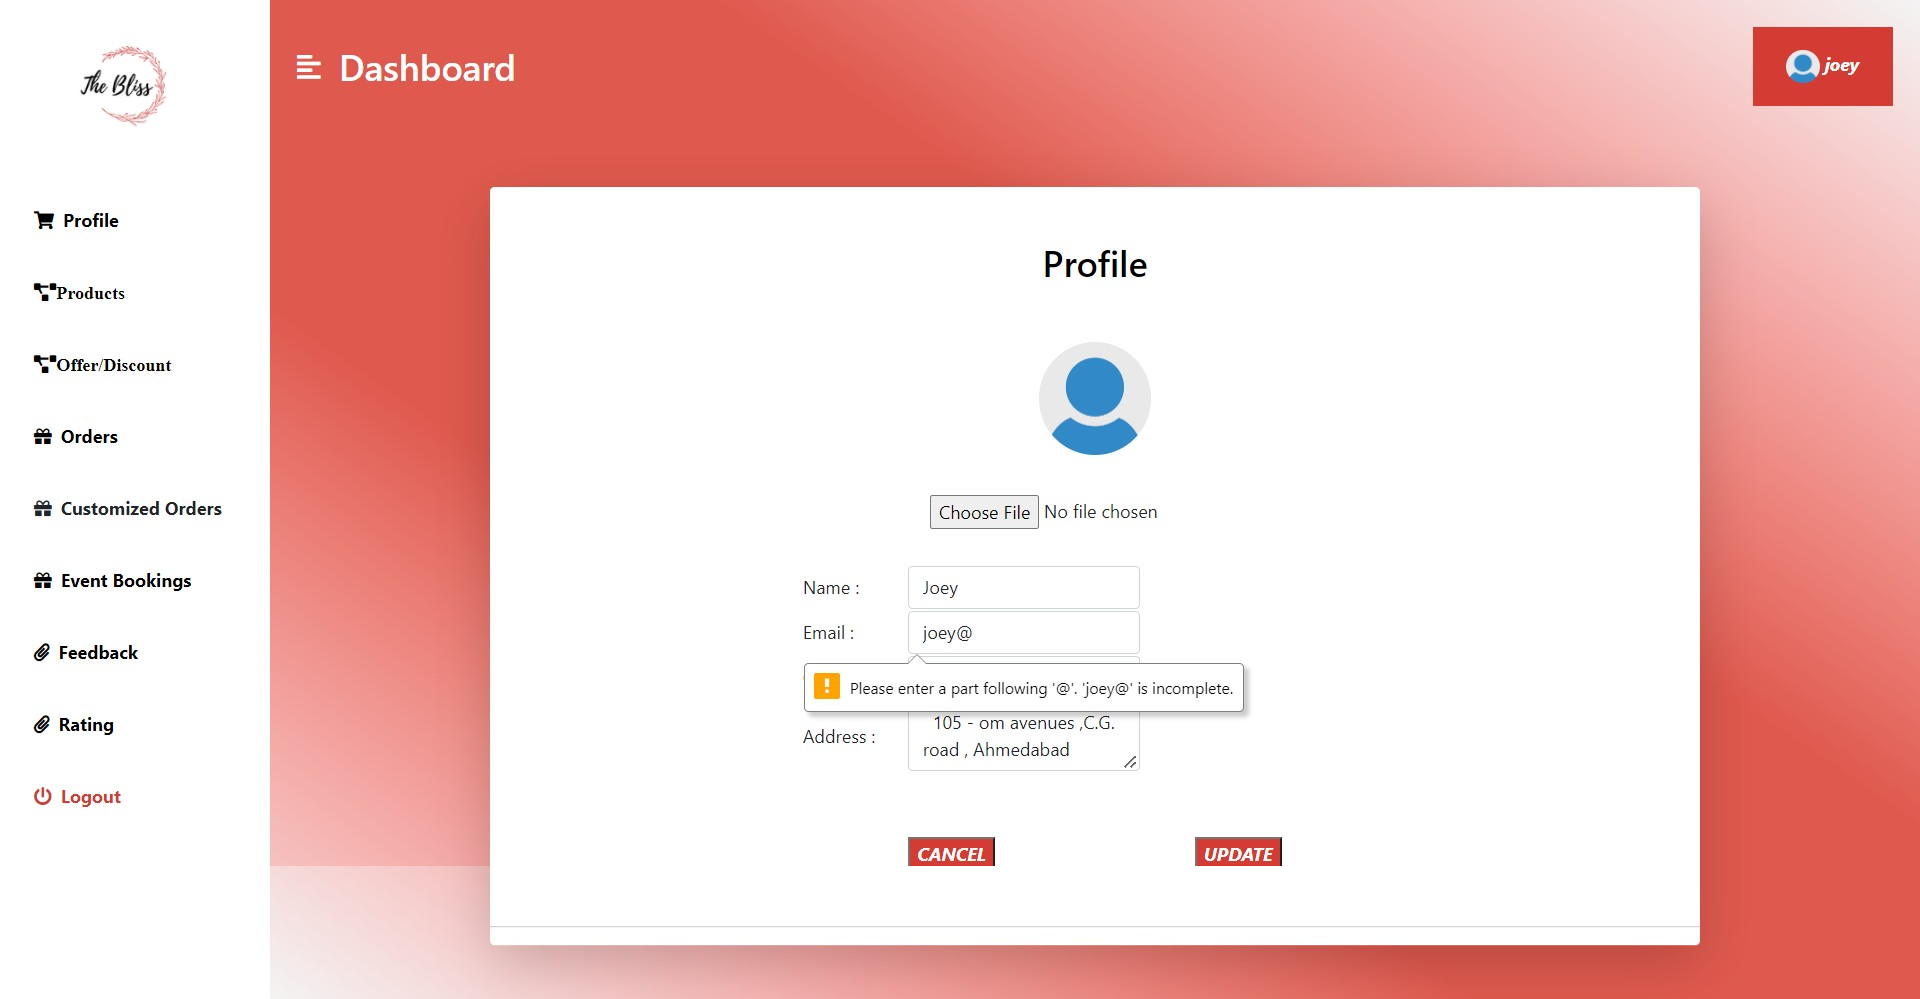 The Bliss
Dashboard
joey
Profile
Products
Offer/Discount
Orders
Customized Orders
Event Bookings
Feedback
Rating
Logout
Profile
Choose File No file chosen
Name : Joey
Email : joey@
Please enter a part following '@'. 'joey@' is incomplete.
Address : 105 - om avenues ,C.G.
road , Ahmedabad
CANCEL UPDATE